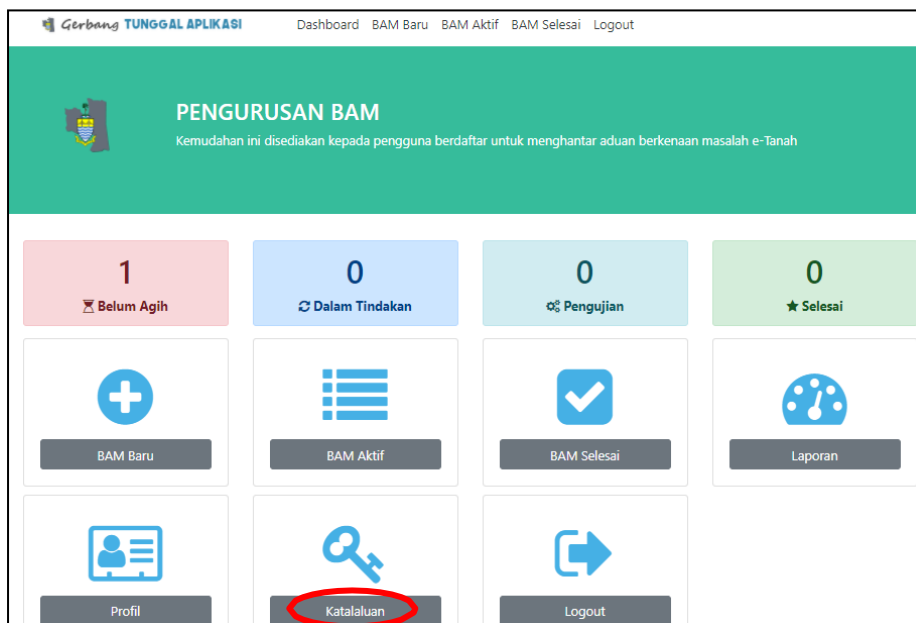 Gerbang TUNGGAL APLIKASI Dashboard BAM Baru BAM Aktif BAM Selesai Logout
PENGURUSAN BAM
Kemudahan ini disediakan kepada pengguna berdaftar untuk menghantar aduan berkenaan masalah e-Tanah
1 0 0 0
Belum Agih Dalam Tindakan Pengujian Selesai
BAM Baru BAM Aktif BAM Selesai Laporan
Profil Katalaluan Logout